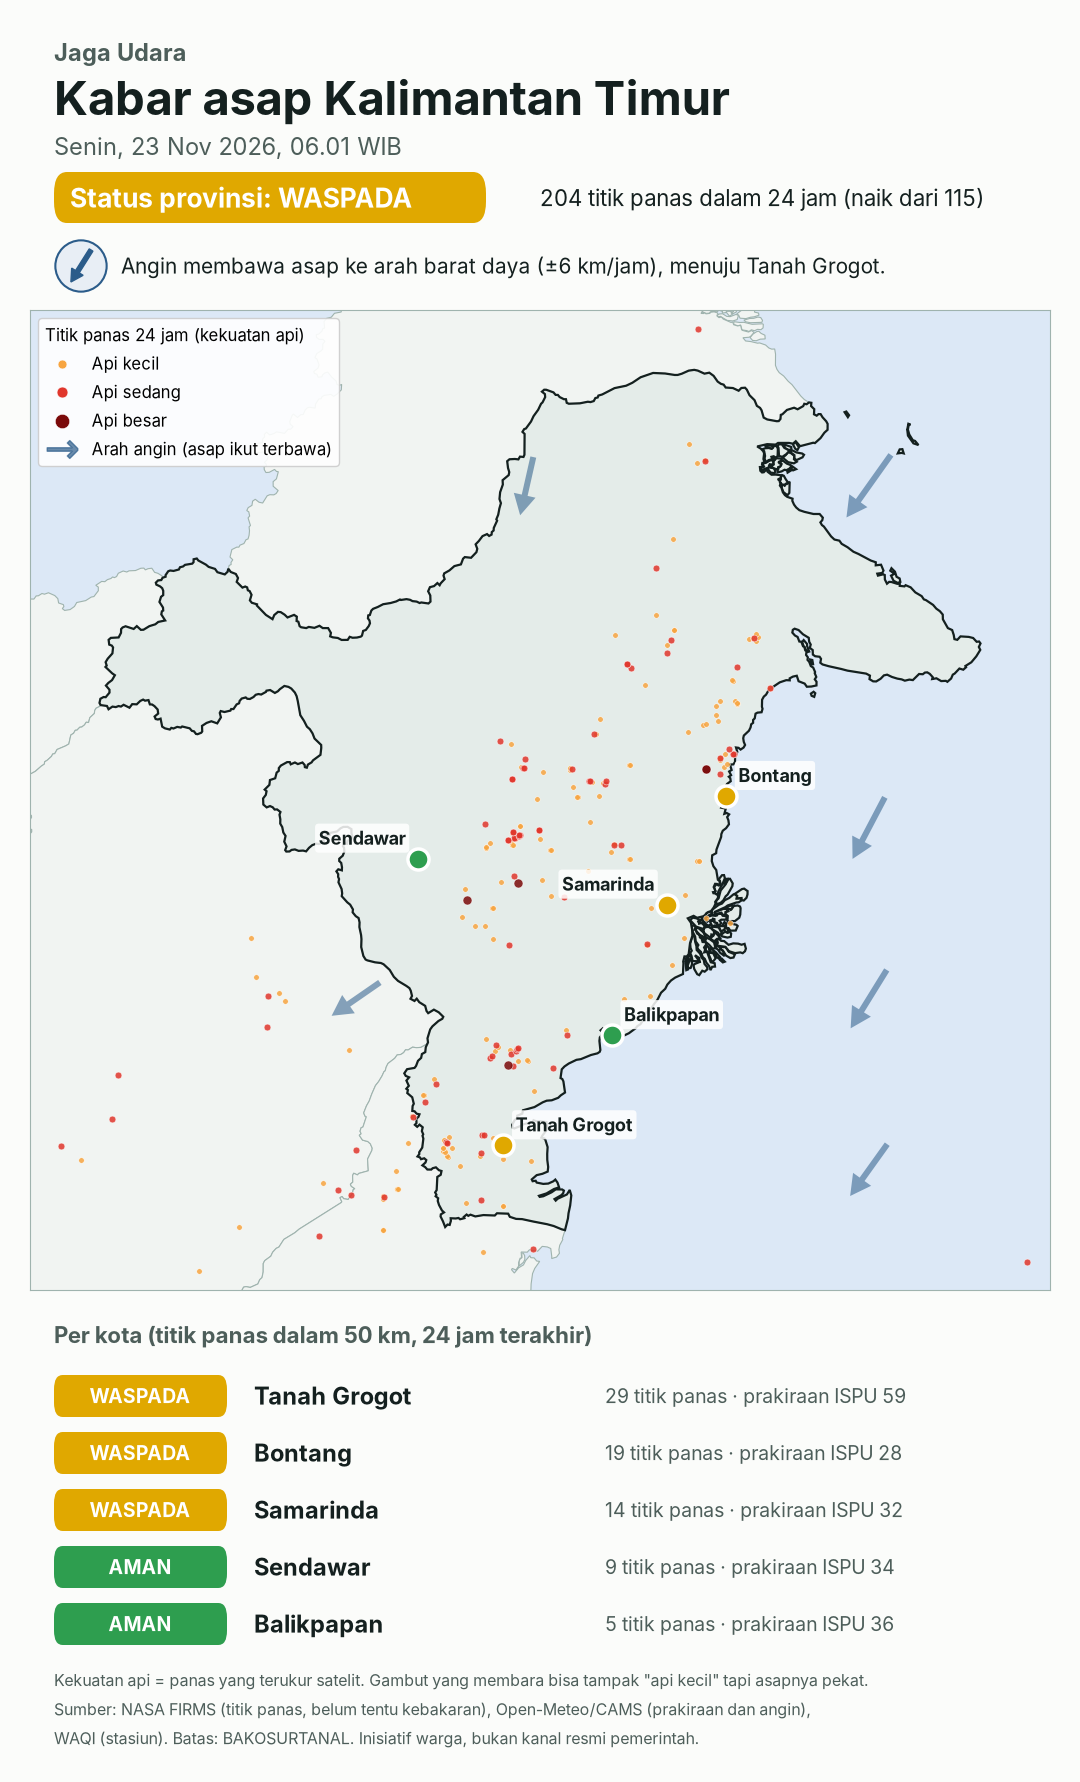 Jaga Udara
Kabar asap Kalimantan Timur
Senin, 23 Nov 2026, 06.01 WIB
Status provinsi: WASPADA
204 titik panas dalam 24 jam (naik dari 115)
Angin membawa asap ke arah barat daya (±6 km/jam), menuju Tanah Grogot.
Titik panas 24 jam (kekuatan api)
Api kecil
Api sedang
Api besar
Arah angin (asap ikut terbawa)
Bontang
Sendawar
Samarinda
Balikpapan
Tanah Grogot
Per kota (titik panas dalam 50 km, 24 jam terakhir)
WASPADA Tanah Grogot 29 titik panas · prakiraan ISPU 59
WASPADA Bontang 19 titik panas · prakiraan ISPU 28
WASPADA Samarinda 14 titik panas · prakiraan ISPU 32
AMAN Sendawar 9 titik panas · prakiraan ISPU 34
AMAN Balikpapan 5 titik panas · prakiraan ISPU 36
Kekuatan api = panas yang terukur satelit. Gambut yang membara bisa tampak "api kecil" tapi asapnya pekat.
Sumber: NASA FIRMS (titik panas, belum tentu kebakaran), Open-Meteo/CAMS (prakiraan dan angin),
WAQI (stasiun). Batas: BAKOSURTANAL. Inisiatif warga, bukan kanal resmi pemerintah.